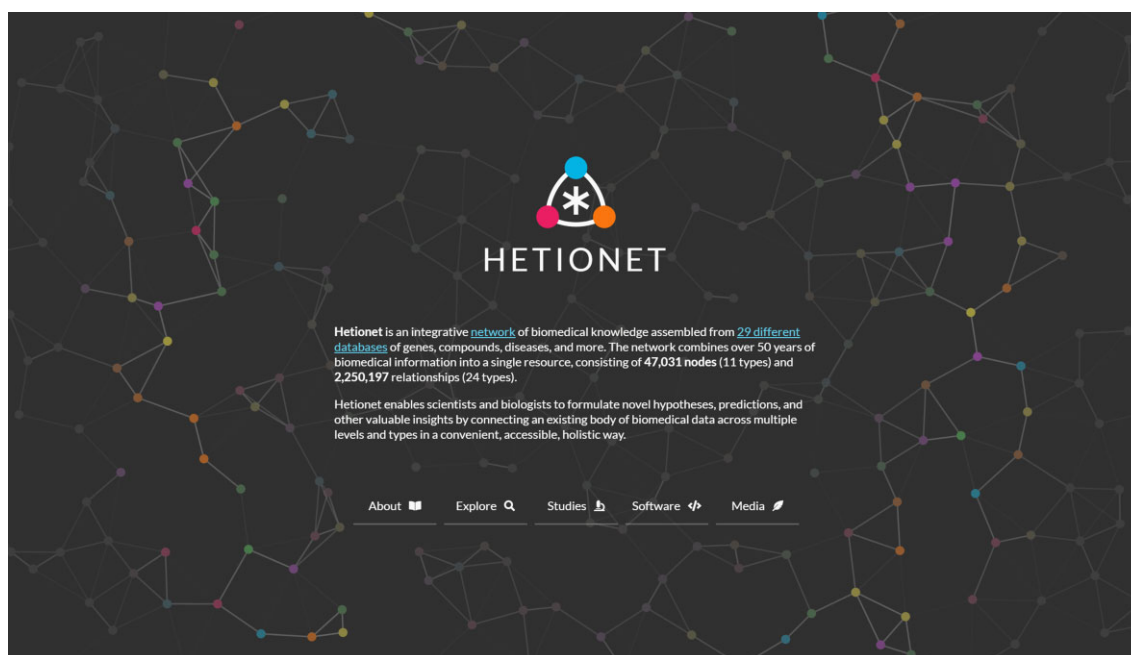 HETIONET
Hetionet is an integrative network of biomedical knowledge assembled from 29 different
databases of genes, compounds, diseases, and more. The network combines over 50 years of
biomedical information into a single resource, consisting of 47,031 nodes (11 types) and
2,250,197 relationships (24 types).
Hetionet enables scientists and biologists to formulate novel hypotheses, predictions, and
other valuable insights by connecting an existing body of biomedical data across multiple
levels and types in a convenient, accessible, holistic way.
About Explore Studies Software Media